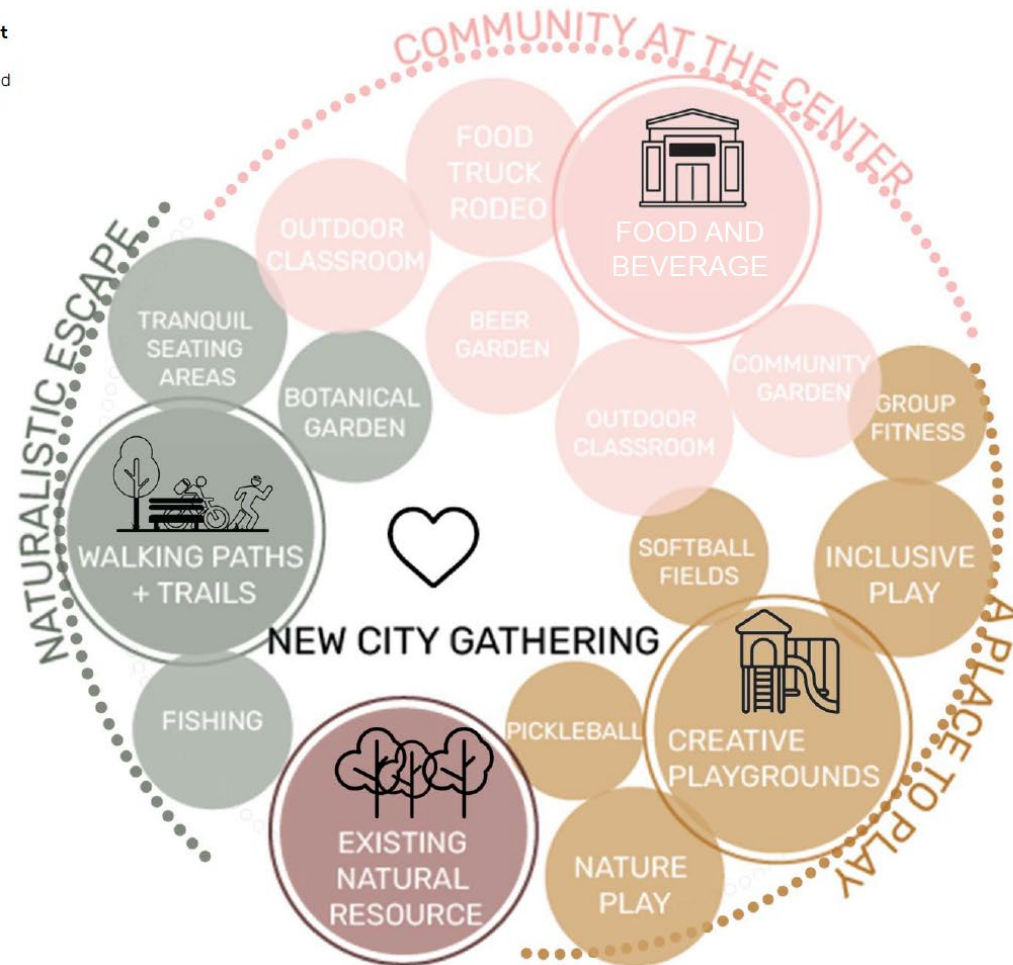 t
d
COMMUNITY AT THE CENTER
FOOD
TRUCK
RODEO
FOOD AND
BEVERAGE
OUTDOOR
CLASSROOM
NATURALISTIC ESCAPE
TRANQUIL
SEATING
AREAS
BEER
GARDEN
BOTANICAL
GARDEN
COMMUNITY
GARDEN
OUTDOOR
CLASSROOM
GROUP
FITNESS
WALKING PATHS
+ TRAILS
SOFTBALL
FIELDS
INCLUSIVE
PLAY
A PLACE TO PLAY
NEW CITY GATHERING
FISHING
PICKLEBALL
CREATIVE
PLAYGROUNDS
EXISTING
NATURAL
RESOURCE
NATURE
PLAY